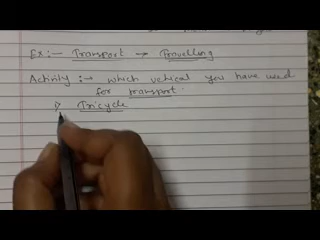 Ex:- Transport → Travelling
Activity :- which vehical you have used
for transport.
Tricycle